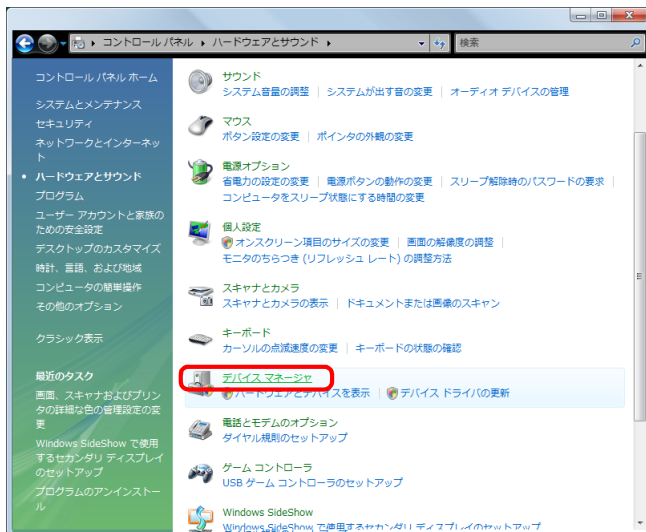 コントロール パネル ▸ ハードウェアとサウンド ▸
検索
コントロール パネル ホーム
システムとメンテナンス
セキュリティ
ネットワークとインターネッ
ト
• ハードウェアとサウンド
プログラム
ユーザー アカウントと家族の
ための安全設定
デスクトップのカスタマイズ
時計、言語、および地域
コンピュータの簡単操作
その他のオプション
クラシック表示
最近のタスク
画面、スキャナおよびプリン
タの詳細な色の管理設定の変
更
Windows SideShow で使用
するセカンダリ ディスプレイ
のセットアップ
プログラムのアンインストー
ル
サウンド
システム音量の調整 | システムが出す音の変更 | オーディオ デバイスの管理
マウス
ボタン設定の変更 | ポインタの外観の変更
電源オプション
省電力の設定の変更 | 電源ボタンの動作の変更 | スリープ解除時のパスワードの要求 |
コンピュータをスリープ状態にする時間の変更
個人設定
オンスクリーン項目のサイズの変更 | 画面の解像度の調整 |
モニタのちらつき (リフレッシュ レート) の調整方法
スキャナとカメラ
スキャナとカメラの表示 | ドキュメントまたは画像のスキャン
キーボード
カーソルの点滅速度の変更 | キーボードの状態の確認
デバイス マネージャ
ハードウェアとデバイスを表示 | デバイス ドライバの更新
電話とモデムのオプション
ダイヤル規則のセットアップ
ゲーム コントローラ
USB ゲーム コントローラのセットアップ
Windows SideShow
Windows SideShow で使用するセカンダリ ディスプレイのセットアップ